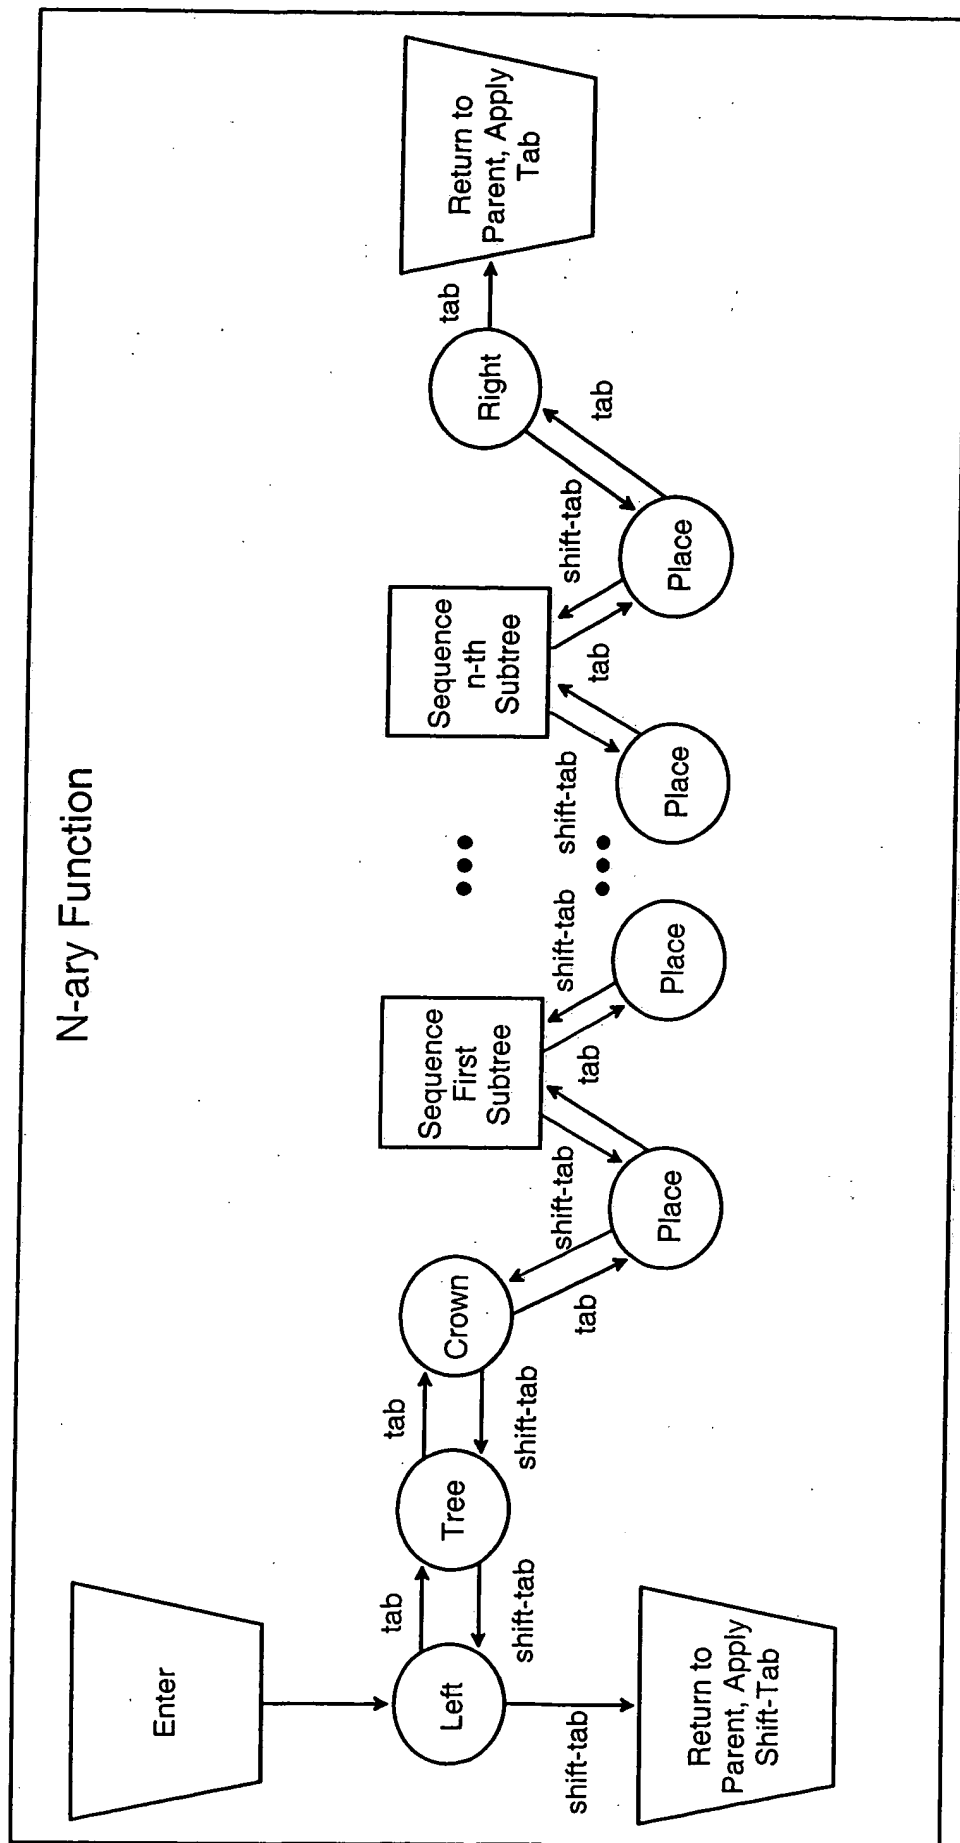 N-ary Function
Enter
Left
shift-tab
Return to
Parent, Apply
Shift-Tab
tab
shift-tab
Tree
tab
shift-tab
Crown
tab
shift-tab
Place
shift-tab
tab
Sequence
First
Subtree
tab
shift-tab
Place
Place
shift-tab
tab
Sequence
n-th
Subtree
shift-tab
Place
tab
Right
tab
Return to
Parent, Apply
Tab